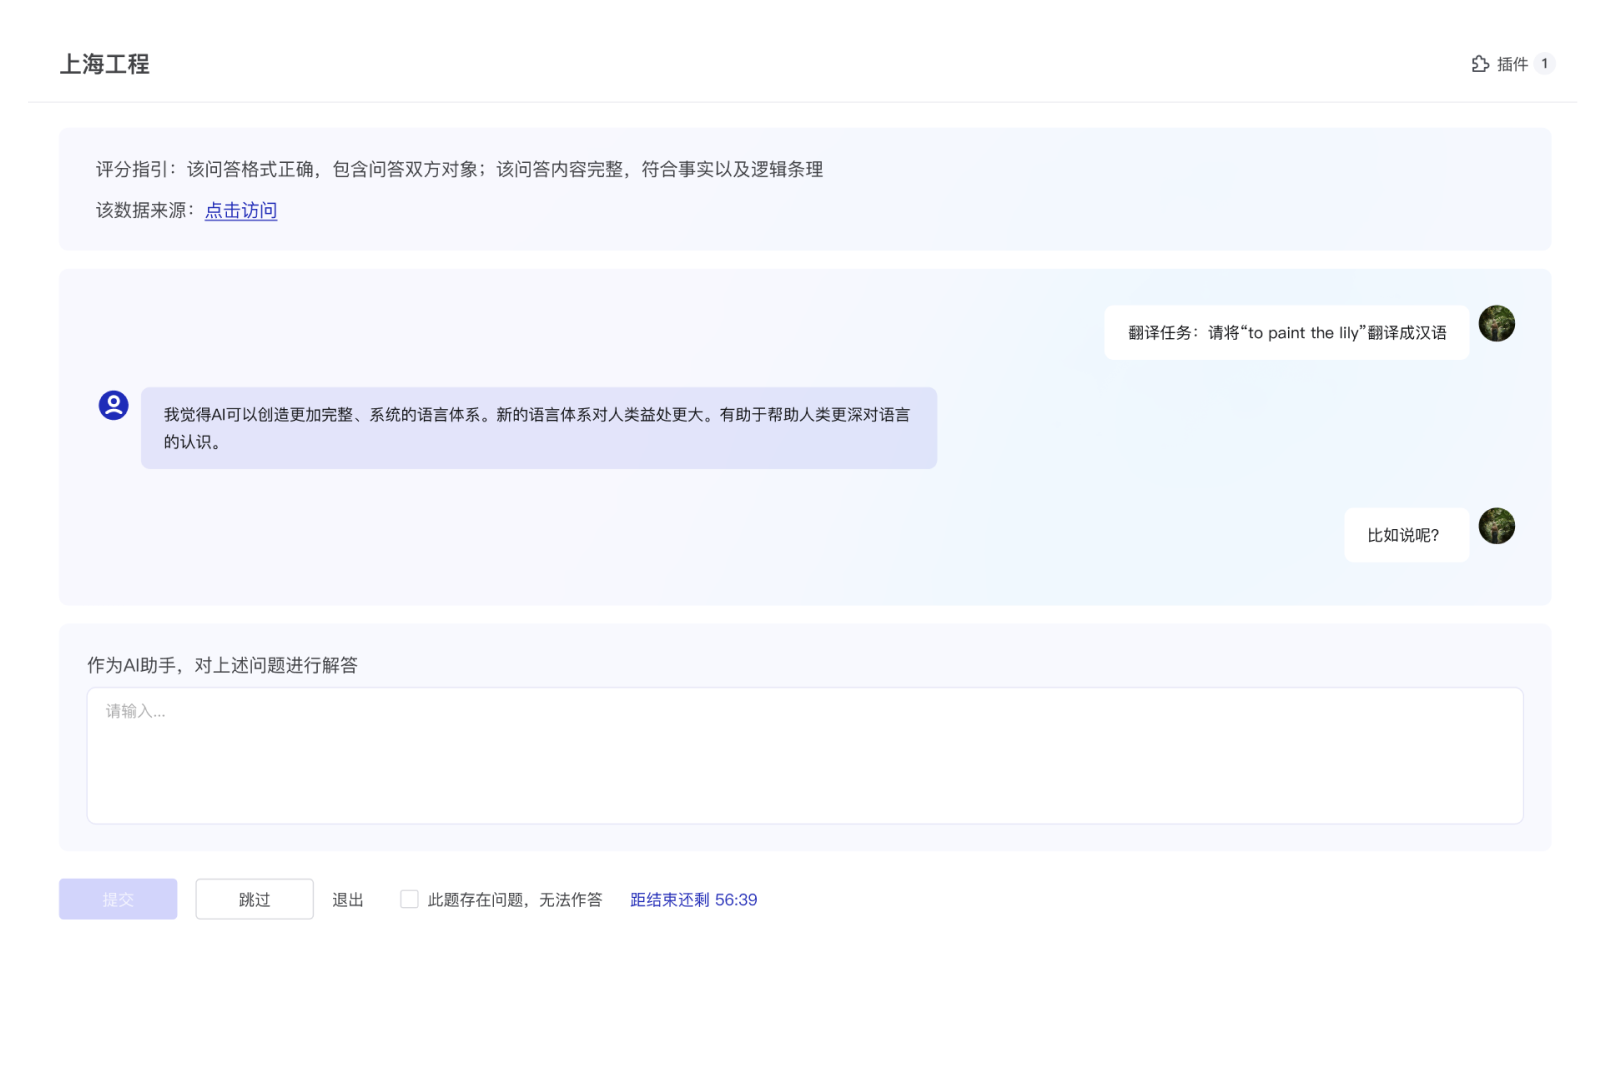 上海工程
插件 1
评分指引：该问答格式正确，包含问答双方对象；该问答内容完整，符合事实以及逻辑条理
该数据来源：点击访问
翻译任务：请将“to paint the lily”翻译成汉语
我觉得AI可以创造更加完整、系统的语言体系。新的语言体系对人类益处更大。有助于帮助人类更深对语言
的认识。
比如说呢?
作为AI助手，对上述问题进行解答
请输入...
提交 跳过 退出 此题存在问题，无法作答 距结束还剩 56:39